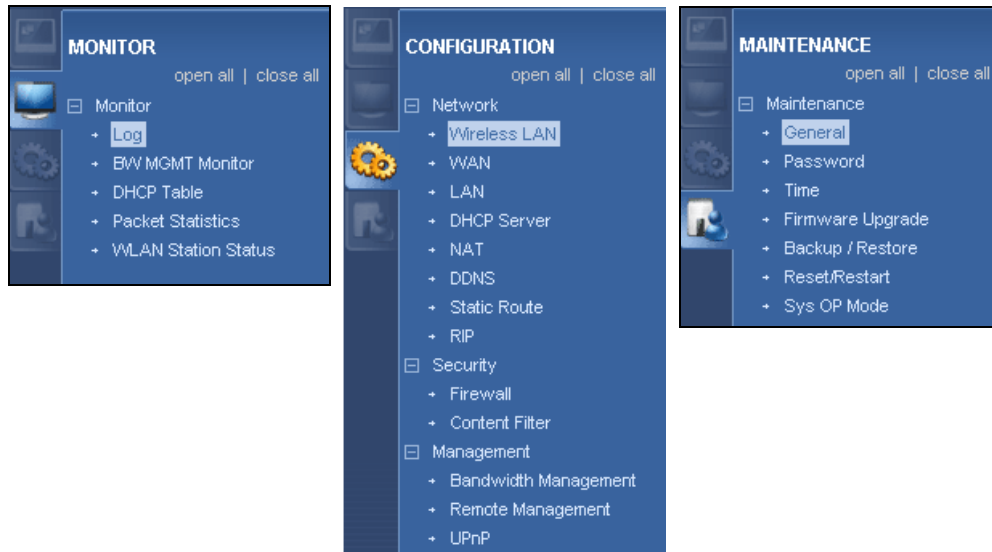 MONITOR
open all | close all
Monitor
Log
BW MGMT Monitor
DHCP Table
Packet Statistics
WLAN Station Status
CONFIGURATION
open all | close all
Network
Wireless LAN
WAN
LAN
DHCP Server
NAT
DDNS
Static Route
RIP
Security
Firewall
Content Filter
Management
Bandwidth Management
Remote Management
UPnP
MAINTENANCE
open all | close all
Maintenance
General
Password
Time
Firmware Upgrade
Backup / Restore
Reset/Restart
Sys OP Mode